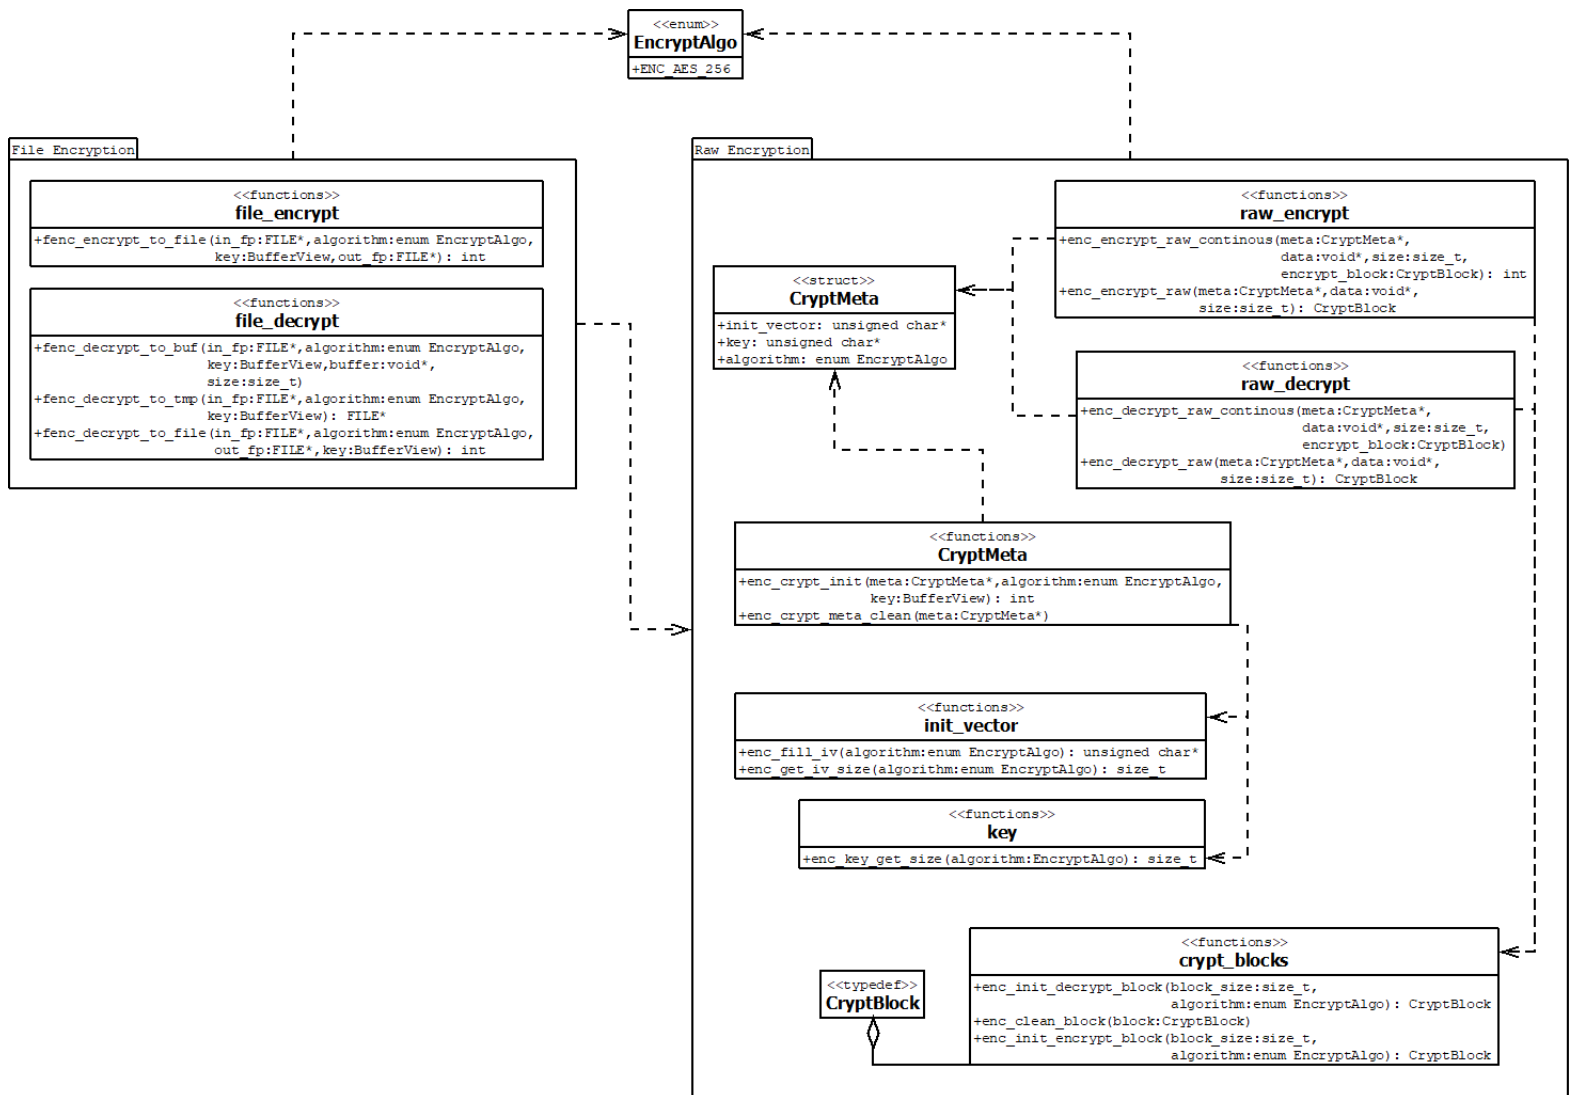 <<enum>>
EncryptAlgo
+ENC_AES_256
File Encryption
<<functions>>
file_encrypt
+fenc_encrypt_to_file(in_fp:FILE*,algorithm:enum EncryptAlgo,
key:BufferView,out_fp:FILE*): int
<<functions>>
file_decrypt
+fenc_decrypt_to_buf(in_fp:FILE*,algorithm:enum EncryptAlgo,
key:BufferView,buffer:void*,
size:size_t)
+fenc_decrypt_to_tmp(in_fp:FILE*,algorithm:enum EncryptAlgo,
key:BufferView): FILE*
+fenc_decrypt_to_file(in_fp:FILE*,algorithm:enum EncryptAlgo,
out_fp:FILE*,key:BufferView): int
Raw Encryption
<<functions>>
raw_encrypt
+enc_encrypt_raw_continous(meta:CryptMeta*,
data:void*,size:size_t,
encrypt_block:CryptBlock): int
+enc_encrypt_raw(meta:CryptMeta*,data:void*,
size:size_t): CryptBlock
<<struct>>
CryptMeta
+init_vector: unsigned char*
+key: unsigned char*
+algorithm: enum EncryptAlgo
<<functions>>
raw_decrypt
+enc_decrypt_raw_continous(meta:CryptMeta*,
data:void*,size:size_t,
encrypt_block:CryptBlock)
+enc_decrypt_raw(meta:CryptMeta*,data:void*,
size:size_t): CryptBlock
<<functions>>
CryptMeta
+enc_crypt_init(meta:CryptMeta*,algorithm:enum EncryptAlgo,
key:BufferView): int
+enc_crypt_meta_clean(meta:CryptMeta*)
<<functions>>
init_vector
+enc_fill_iv(algorithm:enum EncryptAlgo): unsigned char*
+enc_get_iv_size(algorithm:enum EncryptAlgo): size_t
<<functions>>
key
+enc_key_get_size(algorithm:EncryptAlgo): size_t
<<functions>>
crypt_blocks
+enc_init_decrypt_block(block_size:size_t,
algorithm:enum EncryptAlgo): CryptBlock
+enc_clean_block(block:CryptBlock)
+enc_init_encrypt_block(block_size:size_t,
algorithm:enum EncryptAlgo): CryptBlock
<<typedef>>
CryptBlock